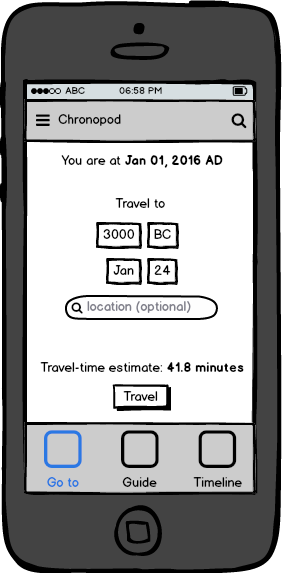 ABC 06:58 PM
Chronopod
You are at Jan 01, 2016 AD
Travel to
3000 BC
Jan 24
location (optional)
Travel-time estimate: 41.8 minutes
Travel
Go to Guide Timeline